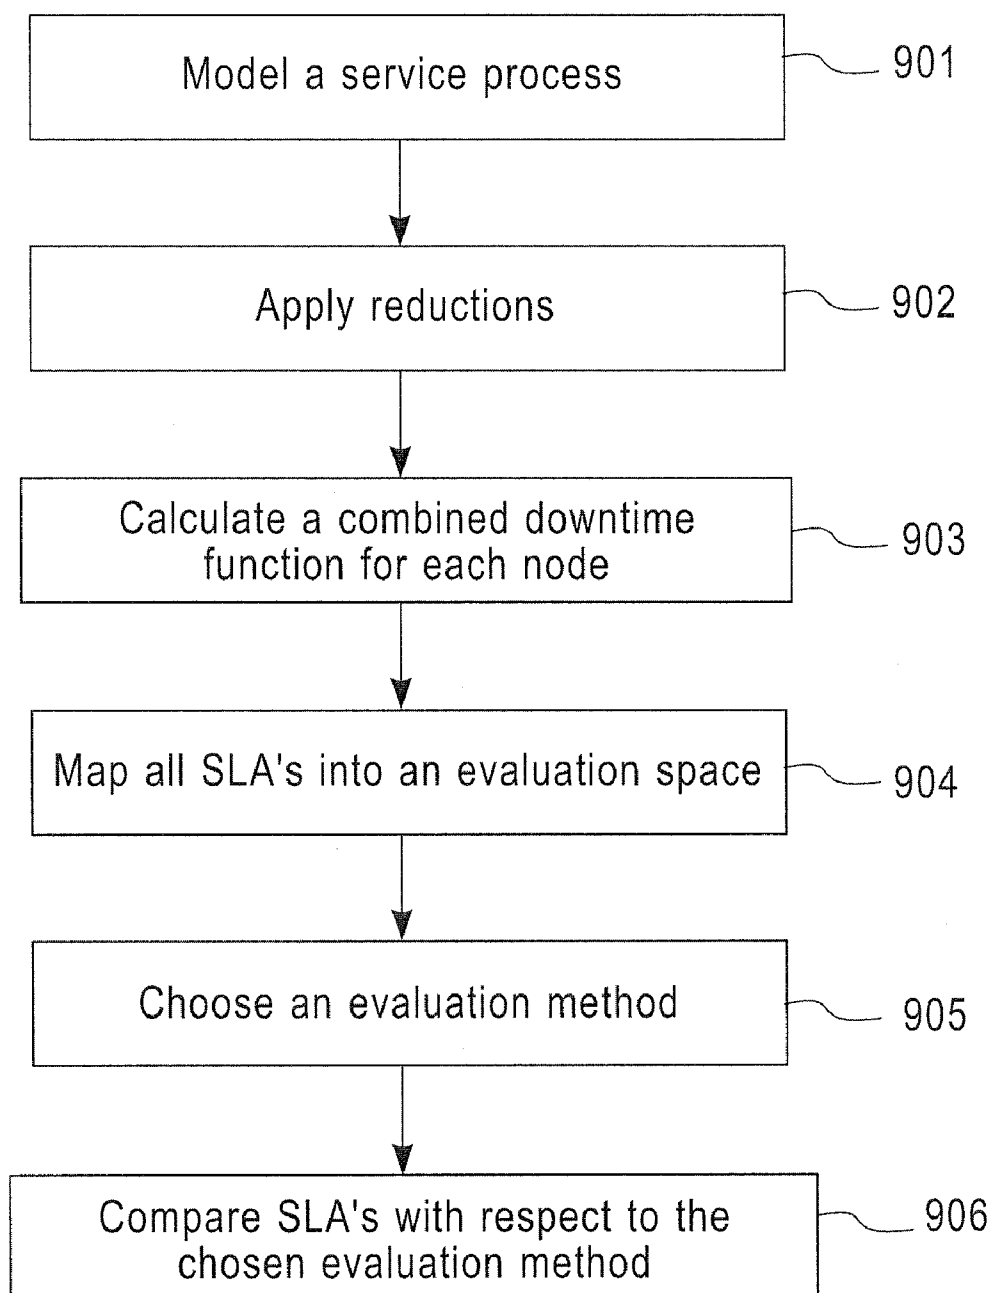 Model a service process
901
Apply reductions
902
Calculate a combined downtime
function for each node
903
Map all SLA's into an evaluation space
904
Choose an evaluation method
905
Compare SLA's with respect to the
chosen evaluation method
906